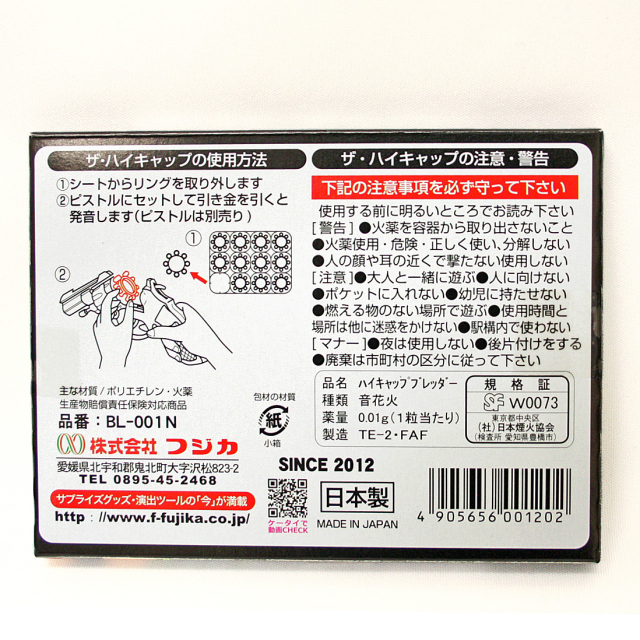 ザ・ハイキャップの使用方法
①シートからリングを取り外します
②ピストルにセットして引き金を引くと
発音します(ピストルは別売り)
①
②
主な材質/ポリエチレン・火薬
生産物賠償責任保険対応商品
品番：BL-001N
包材の材質
紙
小箱
株式会社 フジカ
愛媛県北宇和郡鬼北町大字沢松823-2
TEL 0895-45-2468
サプライズグッズ・演出ツールの「今」が満載
http://www.f-fujika.co.jp/
ケータイで
動画CHECK
ザ・ハイキャップの注意・警告
下記の注意事項を必ず守って下さい
使用する前に明るいところでお読み下さい
[警告]●火薬を容器から取り出さないこと
●火薬使用・危険・正しく使い、分解しない
●人の顔や耳の近くで撃たない使用しない
[注意]●大人と一緒に遊ぶ●人に向けない
●ポケットに入れない●幼児に持たせない
●燃える物のない場所で遊ぶ●使用時間と
場所は他に迷惑をかけない●駅構内で使わない
[マナー]●夜は使用しない●後片付けをする
●廃棄は市町村の区分に従って下さい
品名 ハイキャップブレッダー
種類 音花火
薬量 0.01g(1粒当たり)
製造 TE-2・FAF
規格証
SF W0073
東京都中央区
(社)日本煙火協会
(検査所 愛知県豊橋市)
SINCE 2012
日本製
MADE IN JAPAN
4 905656 001202